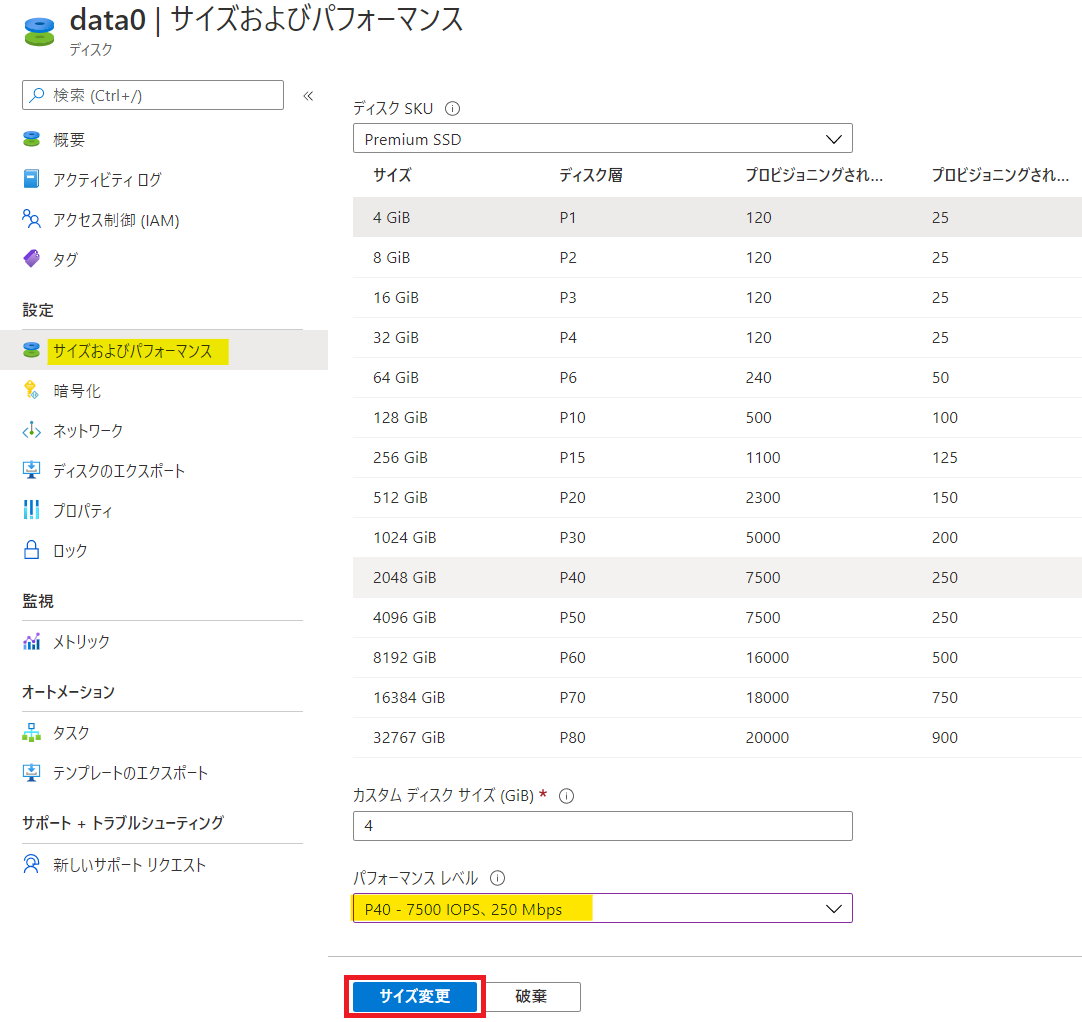 data0 | サイズおよびパフォーマンス
ディスク
検索 (Ctrl+/)
«
概要
アクティビティ ログ
アクセス制御 (IAM)
タグ
設定
サイズおよびパフォーマンス
暗号化
ネットワーク
ディスクのエクスポート
プロパティ
ロック
監視
メトリック
オートメーション
タスク
テンプレートのエクスポート
サポート + トラブルシューティング
新しいサポート リクエスト
ディスク SKU
Premium SSD
サイズ ディスク層 プロビジョニングされ... プロビジョニングされ...
4 GiB P1 120 25
8 GiB P2 120 25
16 GiB P3 120 25
32 GiB P4 120 25
64 GiB P6 240 50
128 GiB P10 500 100
256 GiB P15 1100 125
512 GiB P20 2300 150
1024 GiB P30 5000 200
2048 GiB P40 7500 250
4096 GiB P50 7500 250
8192 GiB P60 16000 500
16384 GiB P70 18000 750
32767 GiB P80 20000 900
カスタム ディスク サイズ (GiB) *
4
パフォーマンス レベル
P40 - 7500 IOPS、250 Mbps
サイズ変更 破棄